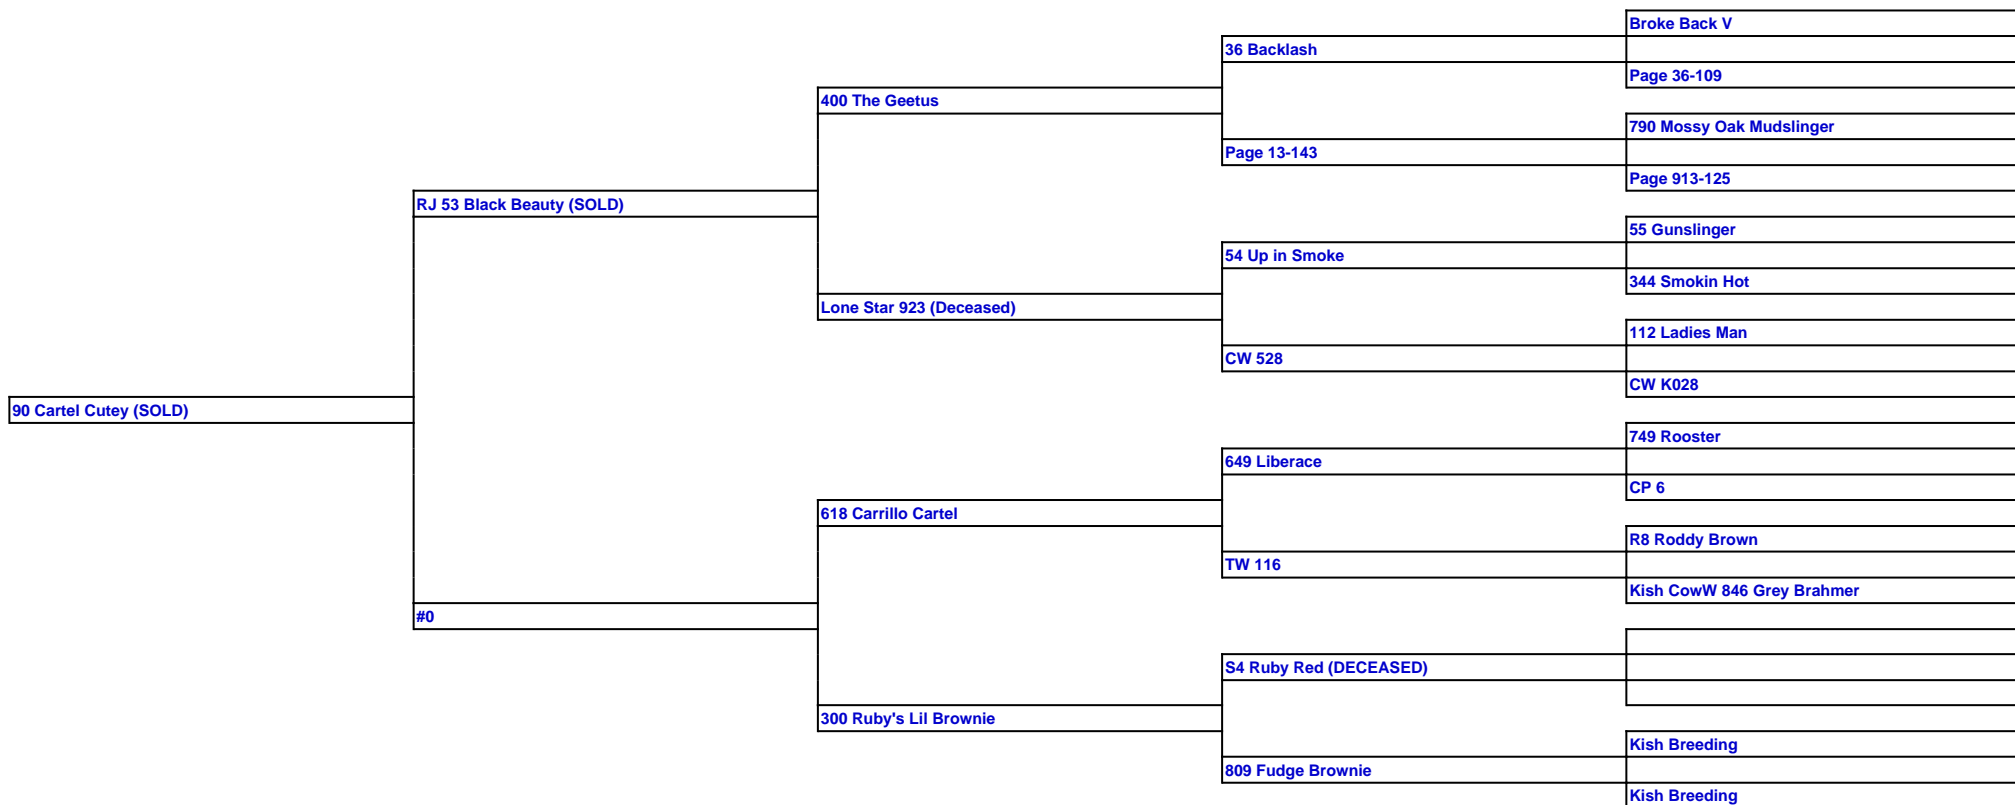 Broke Back V
36 Backlash
Page 36-109
400 The Geetus
790 Mossy Oak Mudslinger
Page 13-143
Page 913-125
RJ 53 Black Beauty (SOLD)
55 Gunslinger
54 Up in Smoke
344 Smokin Hot
Lone Star 923 (Deceased)
112 Ladies Man
CW 528
CW K028
90 Cartel Cutey (SOLD)
749 Rooster
649 Liberace
CP 6
618 Carrillo Cartel
R8 Roddy Brown
TW 116
Kish CowW 846 Grey Brahmer
#0
S4 Ruby Red (DECEASED)
300 Ruby's Lil Brownie
Kish Breeding
809 Fudge Brownie
Kish Breeding